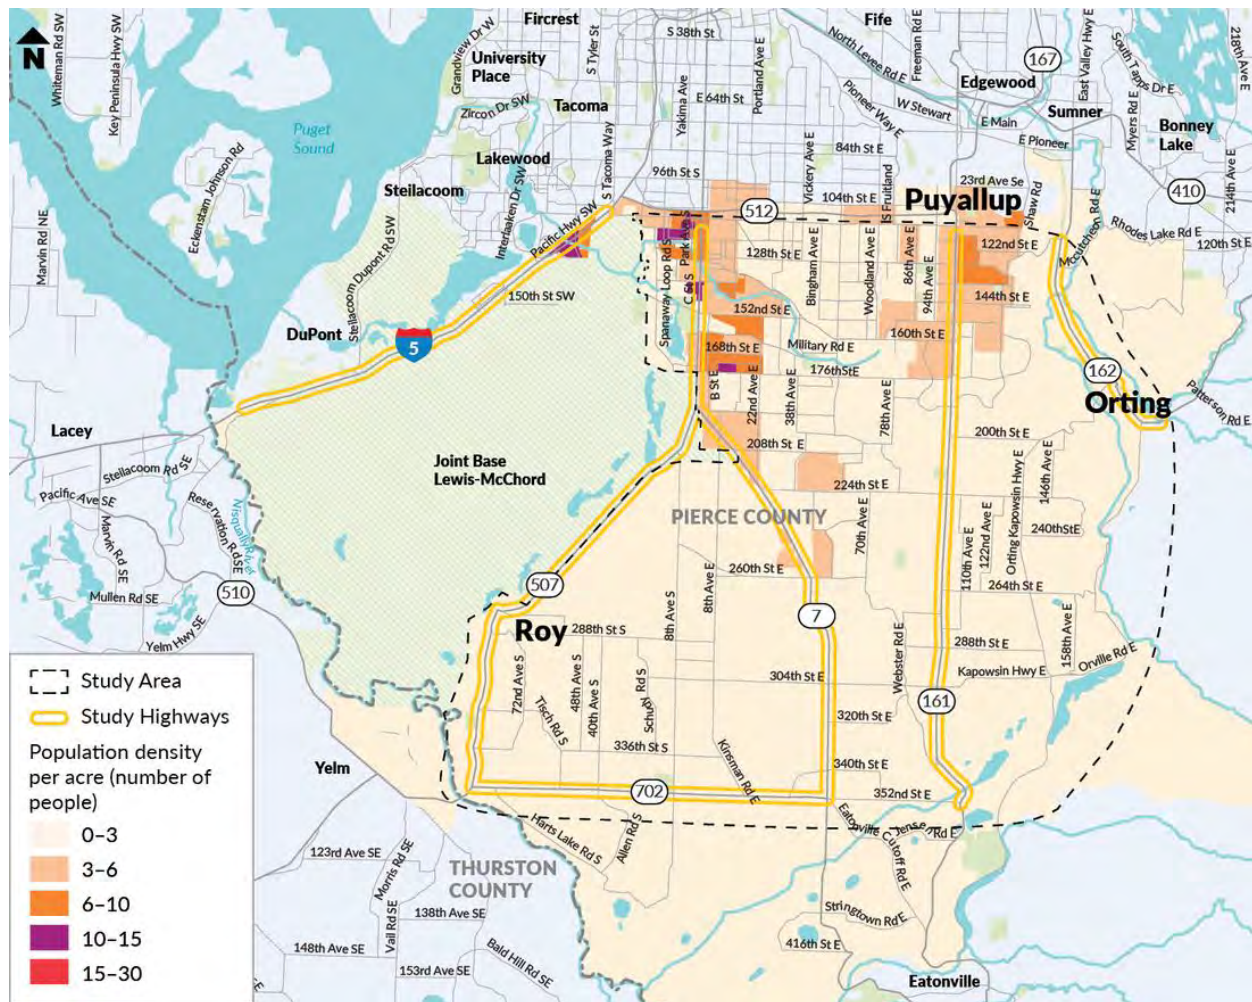 N
Whiteman Rd SW
Key Peninsula Hwy SW
Eckenstam Johnson Rd
Marvin Rd NE
Puget
Sound
Grandview Dr W
Fircrest
University
Place
S Tyler St
Zircon Dr SW
Tacoma
Lakewood
Steilacoom
Interlaaken Dr SW
S Tacoma Way
Pacific Hwy SW
Steilacoom Dupont Rd SW
150th St SW
DuPont
5
S 38th St
Yakima Ave
Portland Ave E
E 64th St
96th St S
Fife
North Levee Rd E
Freeman Rd E
167
East Valley Hwy E
218th Ave E
South Tapps Dr E
Edgewood
Pioneer Way E
W Stewart
E Main
Sumner
Myers Rd E
Bonney
Lake
E Pioneer
84th St E
Vickery Ave E
S Fruitland
410
214th Ave E
23rd Ave Se
104th St E
Puyallup
Shaw Rd
512
Mccutcheon Rd E
Rhodes Lake Rd E
120th St E
Spanaway Loop Rd S
Park Ave S
C St S
128th St E
Bingham Ave E
Woodland Ave E
86th Ave E
94th Ave E
122nd St E
144th St E
152nd St E
160th St E
168th St E
Military Rd E
176thStE
162
Orting
Patterson Rd E
B St E
22nd Ave E
38th Ave E
78th Ave E
200th St E
208th St E
224th St E
146th Ave E
Lacey
Steilacoom Rd SE
Pacific Ave SE
Marvin Rd SE
Reservation Rd SE
Nisqually River
Joint Base
Lewis-McChord
PIERCE COUNTY
70th Ave E
110th Ave E
122nd Ave E
Orting Kapowsin Hwy E
240thStE
Mullen Rd SE
510
Yelm Hwy SE
507
260th St E
8th Ave E
8th Ave S
264th St E
7
Roy
288th St S
Webster Rd E
288th St E
158th Ave E
Orville Rd E
Kapowsin Hwy E
72nd Ave S
Tisch Rd S
48th Ave S
40th Ave S
Schuhl Rd S
304th St E
161
320th St E
336th St S
Kinsman Rd E
340th St E
352nd St E
Yelm
702
Harts Lake Rd S
Allen Rd S
Eatonville Cutoff Rd E
Jensen Rd E
123rd Ave SE
Morris Rd SE
THURSTON
COUNTY
138th Ave SE
Vail Rd SE
148th Ave SE
153rd Ave SE
Bald Hill Rd SE
Stringtown Rd E
416th St E
Eatonville
Study Area
Study Highways
Population density
per acre (number of
people)
0–3
3–6
6–10
10–15
15–30